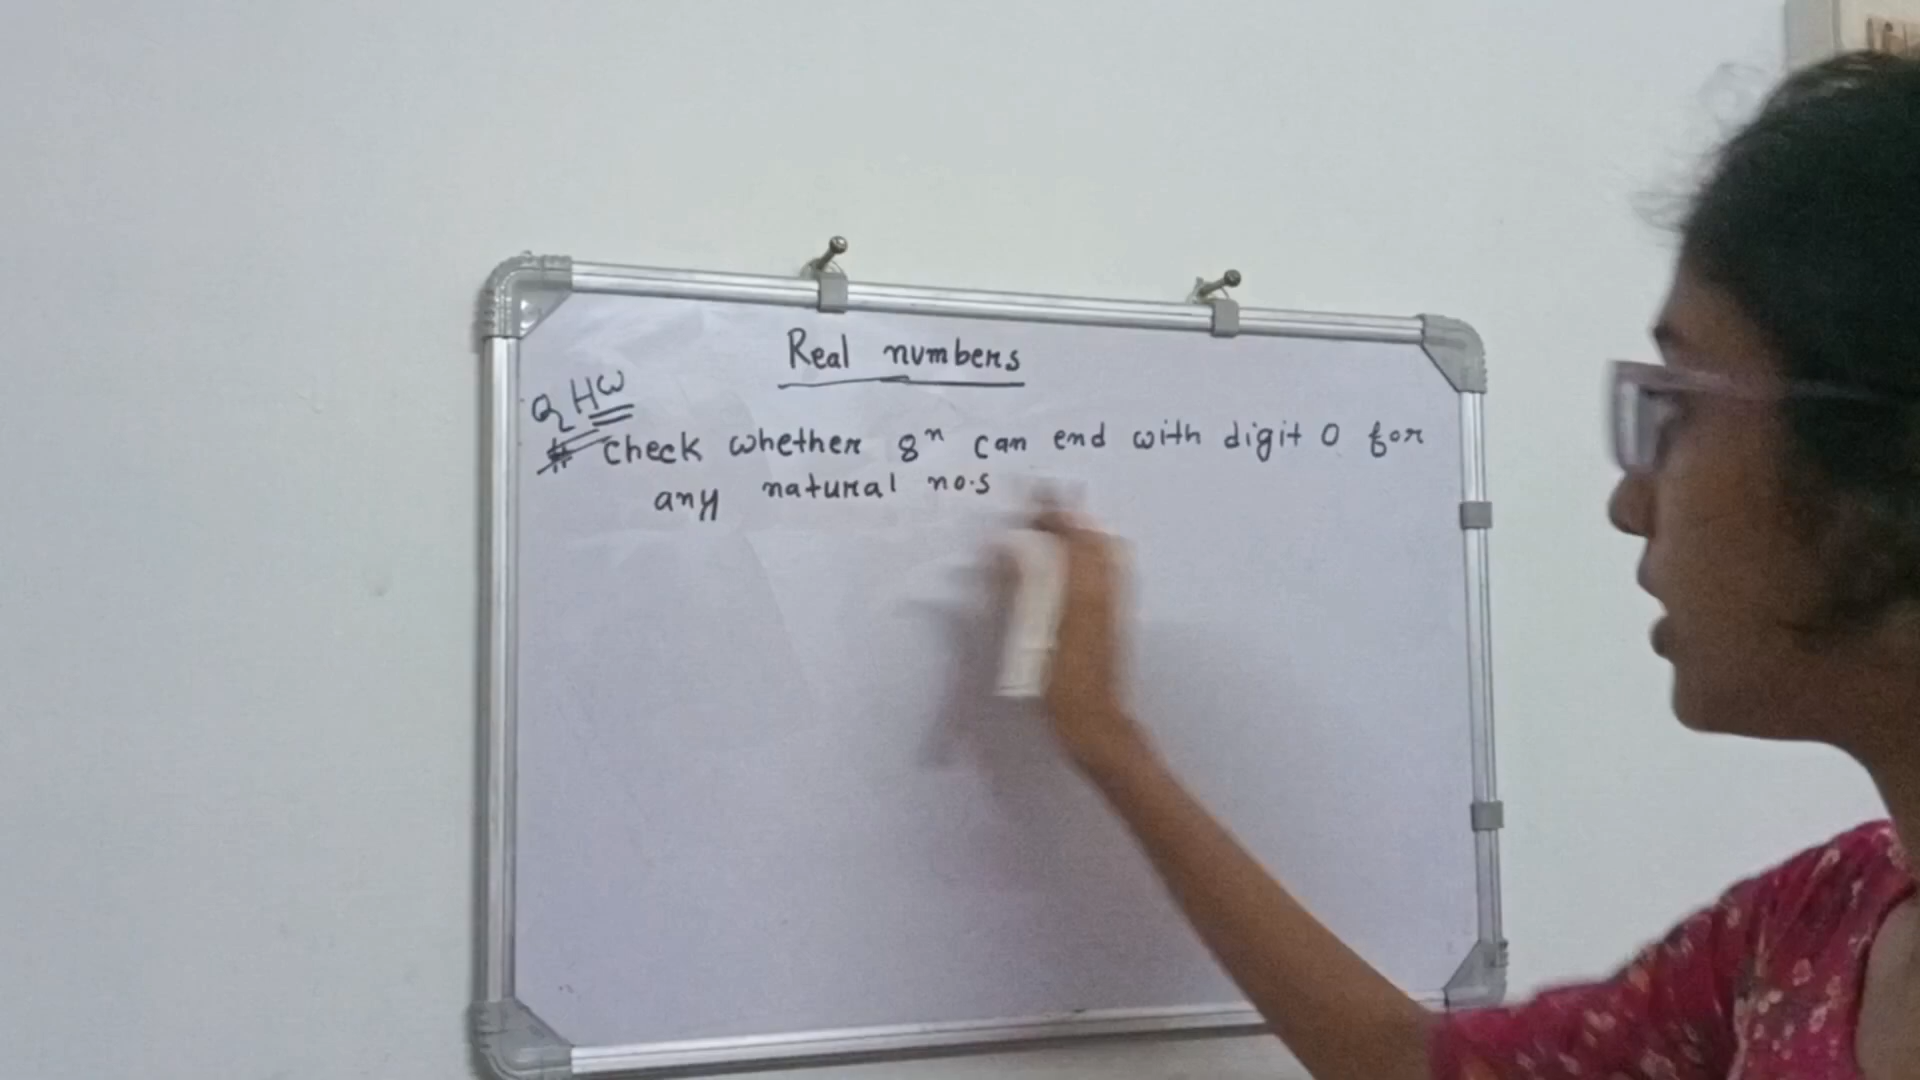 Real numbers
Q HW
Check whether 8ⁿ can end with digit 0 for
any natural no.s